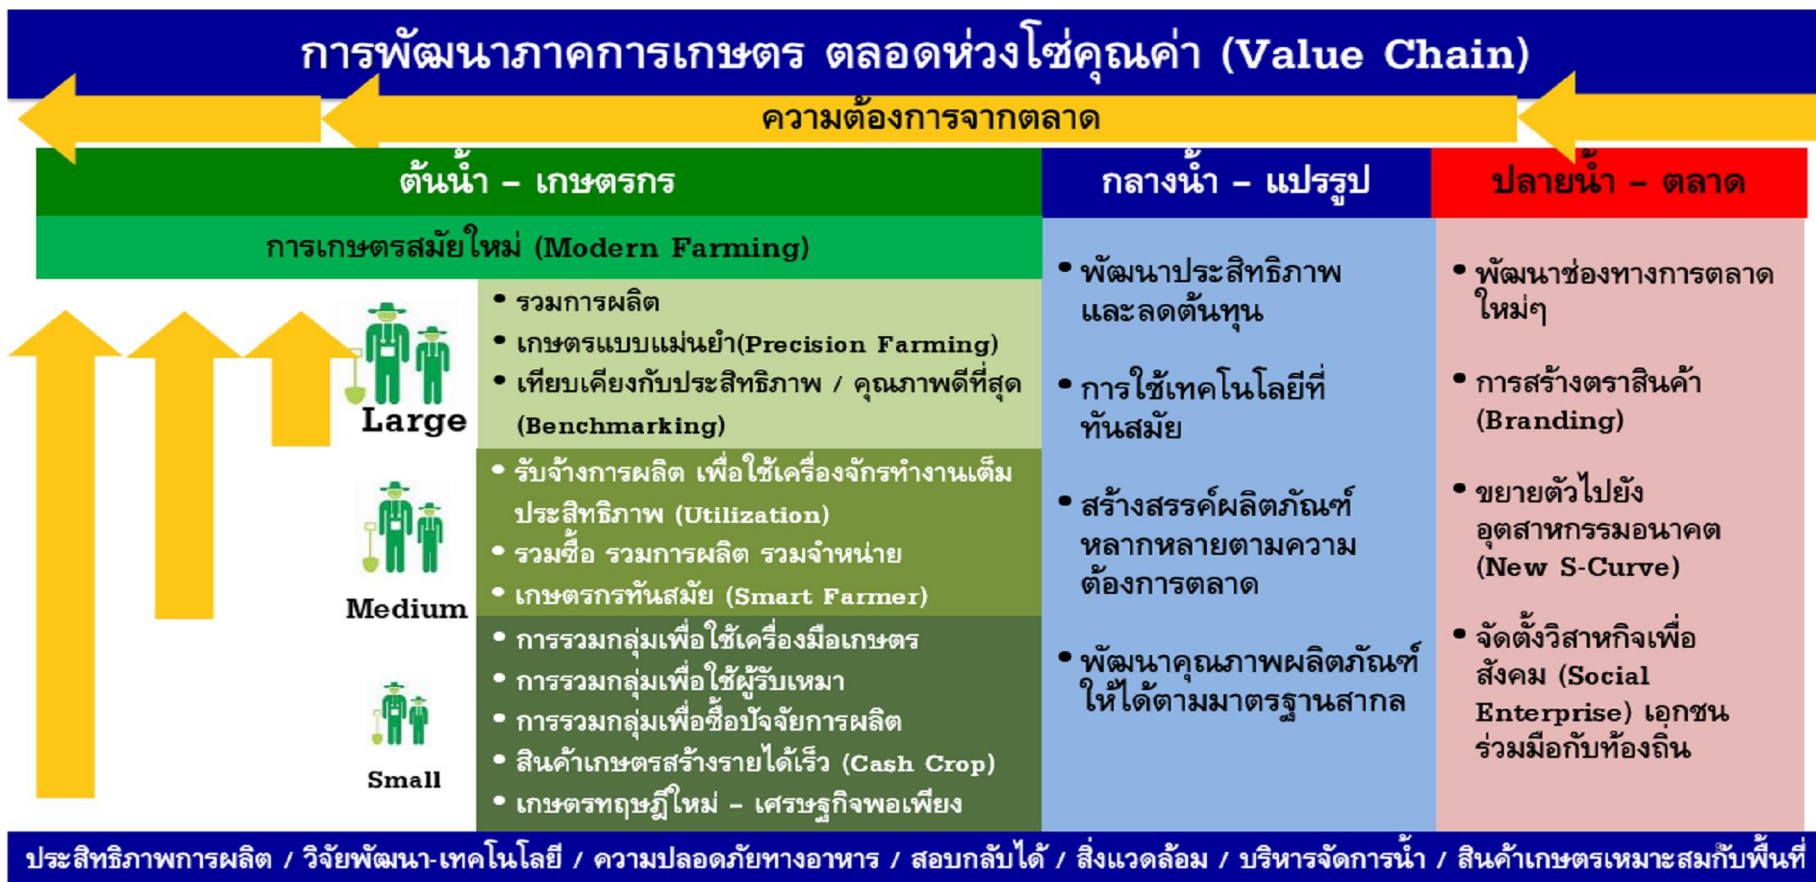 การพัฒนาภาคการเกษตร ตลอดห่วงโซ่คุณค่า (Value Chain)
ความต้องการจากตลาด
ต้นน้ำ – เกษตรกร
การเกษตรสมัยใหม่ (Modern Farming)
Large
• รวมการผลิต
• เกษตรแบบแม่นยำ(Precision Farming)
• เทียบเคียงกับประสิทธิภาพ / คุณภาพดีที่สุด
(Benchmarking)
Medium
• รับจ้างการผลิต เพื่อใช้เครื่องจักรทำงานเต็ม
ประสิทธิภาพ (Utilization)
• รวมซื้อ รวมการผลิต รวมจำหน่าย
• เกษตรกรทันสมัย (Smart Farmer)
Small
• การรวมกลุ่มเพื่อใช้เครื่องมือเกษตร
• การรวมกลุ่มเพื่อใช้ผู้รับเหมา
• การรวมกลุ่มเพื่อซื้อปัจจัยการผลิต
• สินค้าเกษตรสร้างรายได้เร็ว (Cash Crop)
• เกษตรทฤษฎีใหม่ – เศรษฐกิจพอเพียง
กลางน้ำ – แปรรูป
• พัฒนาประสิทธิภาพ
และลดต้นทุน
• การใช้เทคโนโลยีที่
ทันสมัย
• สร้างสรรค์ผลิตภัณฑ์
หลากหลายตามความ
ต้องการตลาด
• พัฒนาคุณภาพผลิตภัณฑ์
ให้ได้ตามมาตรฐานสากล
ปลายน้ำ – ตลาด
• พัฒนาช่องทางการตลาด
ใหม่ๆ
• การสร้างตราสินค้า
(Branding)
• ขยายตัวไปยัง
อุตสาหกรรมอนาคต
(New S-Curve)
• จัดตั้งวิสาหกิจเพื่อ
สังคม (Social
Enterprise) เอกชน
ร่วมมือกับท้องถิ่น
ประสิทธิภาพการผลิต / วิจัยพัฒนา-เทคโนโลยี / ความปลอดภัยทางอาหาร / สอบกลับได้ / สิ่งแวดล้อม / บริหารจัดการน้ำ / สินค้าเกษตรเหมาะสมกับพื้นที่